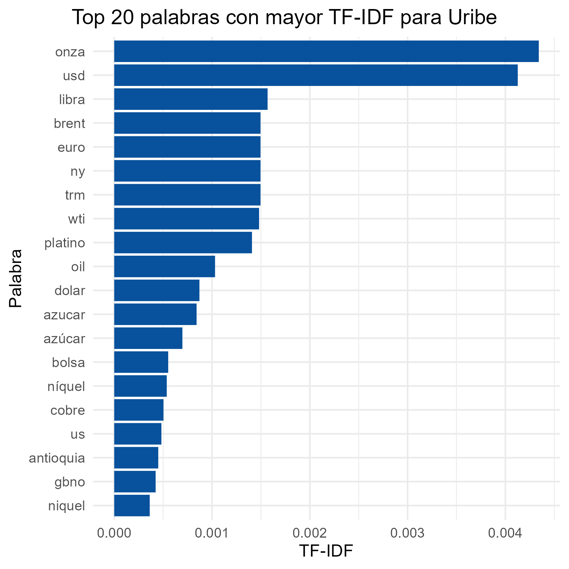 Top 20 palabras con mayor TF-IDF para Uribe
Palabra
onza
usd
libra
brent
euro
ny
trm
wti
platino
oil
dolar
azucar
azúcar
bolsa
níquel
cobre
us
antioquia
gbno
niquel
0.000 0.001 0.002 0.003 0.004
TF-IDF